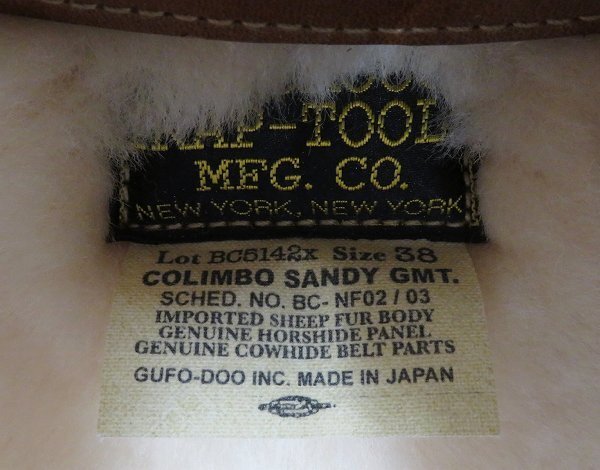 MFG. CO.
NEW YORK, NEW YORK
Lot BC5142x Size 38
COLIMBO SANDY GMT.
SCHED. NO. BC- NF02 / 03
IMPORTED SHEEP FUR BODY
GENUINE HORSHIDE PANEL
GENUINE COWHIDE BELT PARTS
GUFO-DOO INC. MADE IN JAPAN